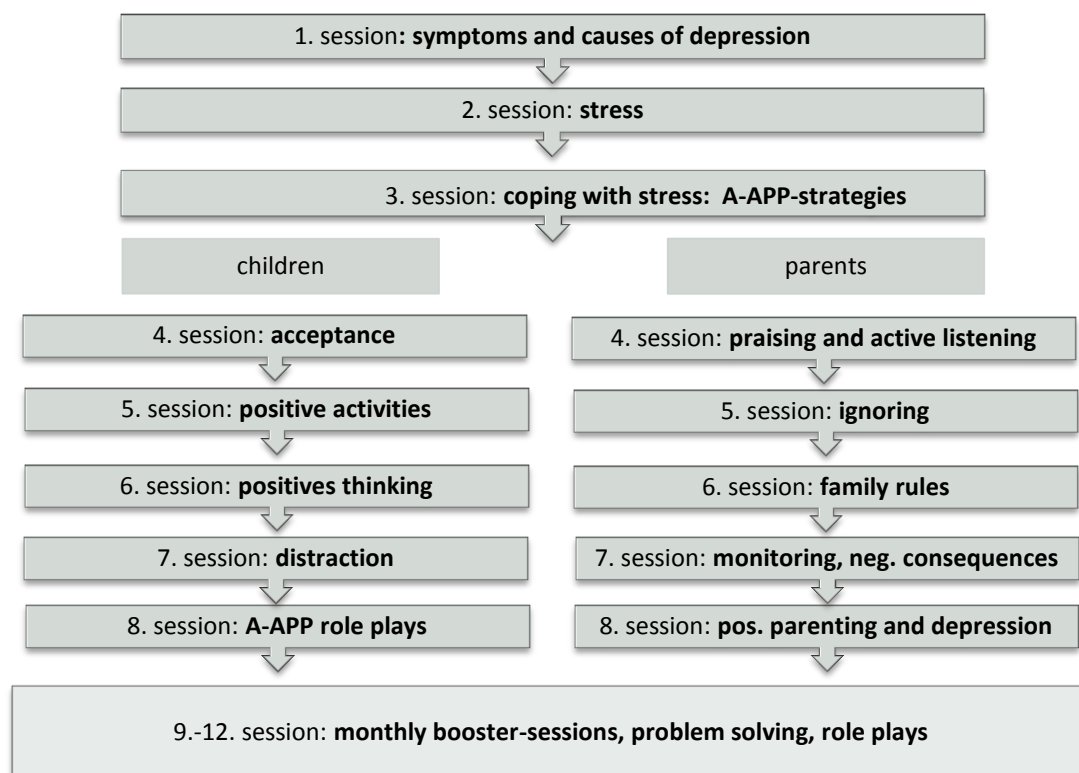 1. session: symptoms and causes of depression
2. session: stress
3. session: coping with stress: A-APP-strategies
children
parents
4. session: acceptance
4. session: praising and active listening
5. session: positive activities
5. session: ignoring
6. session: positives thinking
6. session: family rules
7. session: distraction
7. session: monitoring, neg. consequences
8. session: A-APP role plays
8. session: pos. parenting and depression
9.-12. session: monthly booster-sessions, problem solving, role plays